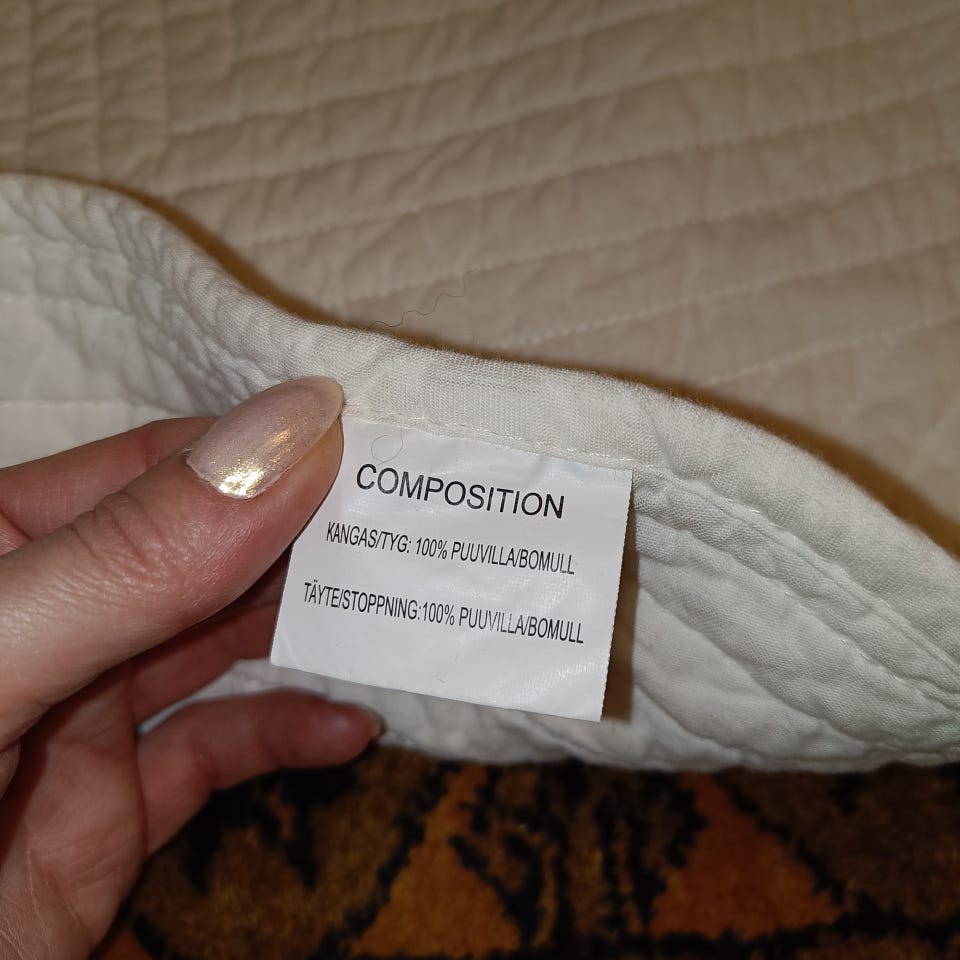 COMPOSITION
KANGAS/TYG: 100% PUUVILLA/BOMULL
TÄYTE/STOPPNING:100% PUUVILLA/BOMULL